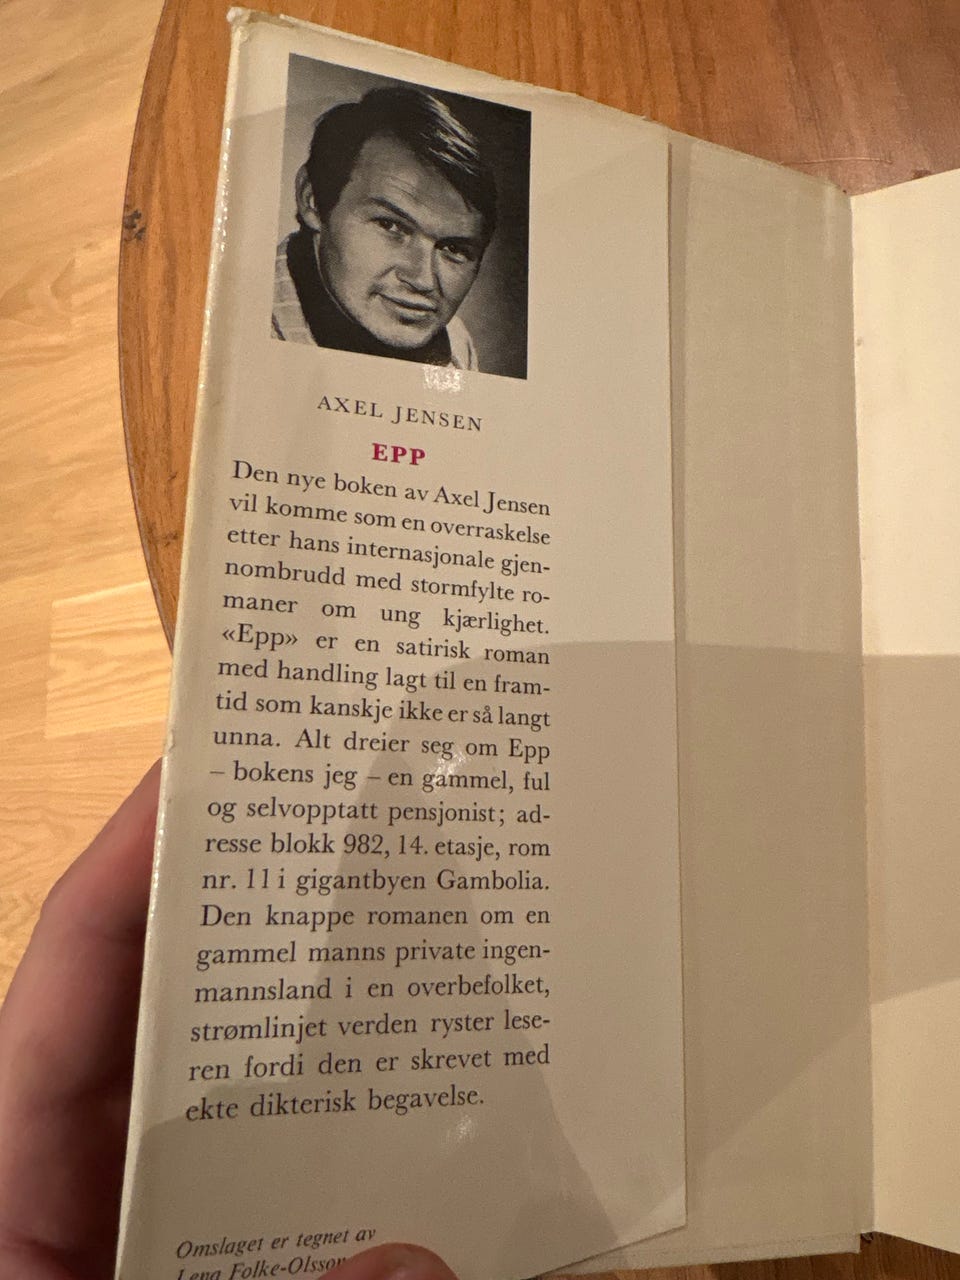 AXEL JENSEN
EPP
Den nye boken av Axel Jensen
vil komme som en overraskelse
etter hans internasjonale gjen-
nombrudd med stormfylte ro-
maner om ung kjærlighet.
«Epp» er en satirisk roman
med handling lagt til en fram-
tid som kanskje ikke er så langt
unna. Alt dreier seg om Epp
– bokens jeg – en gammel, ful
og selvopptatt pensjonist; ad-
resse blokk 982, 14. etasje, rom
nr. 11 i gigantbyen Gambolia.
Den knappe romanen om en
gammel manns private ingen-
mannsland i en overbefolket,
strømlinjet verden ryster lese-
ren fordi den er skrevet med
ekte dikterisk begavelse.
Omslaget er tegnet av
Lena Folke-Olsson